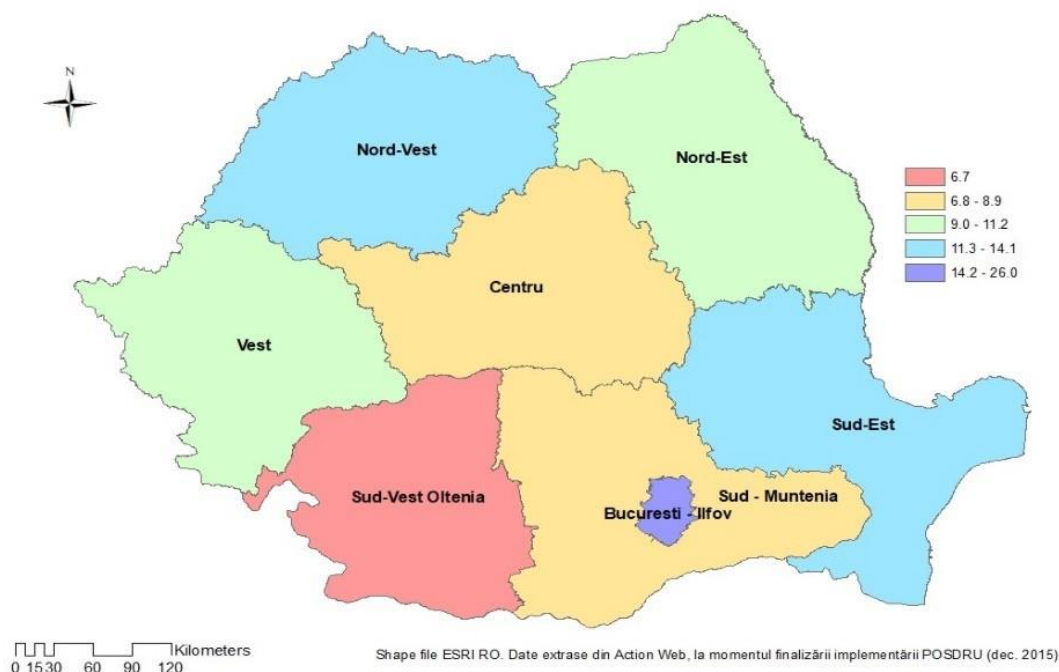 N
Nord-Vest
Nord-Est
6.7
6.8 - 8.9
9.0 - 11.2
11.3 - 14.1
14.2 - 26.0
Centru
Vest
Sud-Est
Sud-Vest Oltenia
Sud - Muntenia
Bucuresti - Ilfov
Kilometers
0 15 30 60 90 120
Shape file ESRI RO. Date extrase din Action Web, la momentul finalizării implementării POSDRU (dec. 2015)